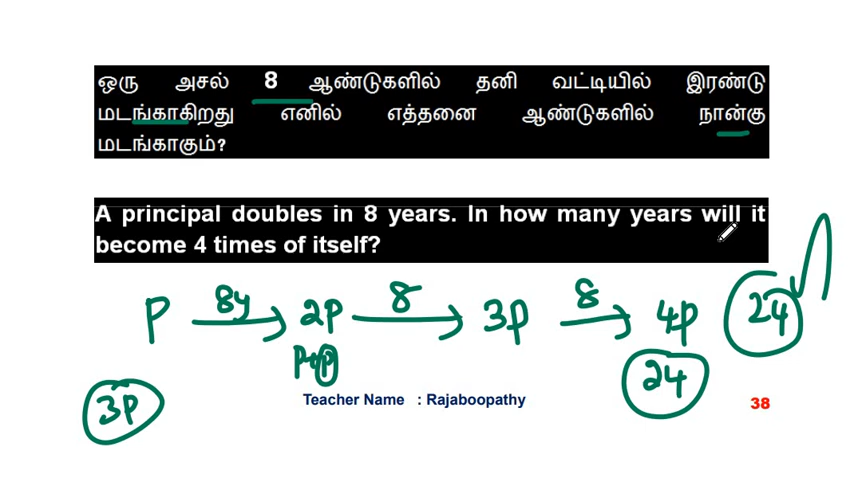 ஒரு அசல் 8 ஆண்டுகளில் தனி வட்டியில் இரண்டு
மடங்காகிறது எனில் எத்தனை ஆண்டுகளில் நான்கு
மடங்காகும்?
A principal doubles in 8 years. In how many years will it
become 4 times of itself?
P 8y 2P 8 3P 8 4P 24
P+P 24
3P
Teacher Name : Rajaboopathy
38